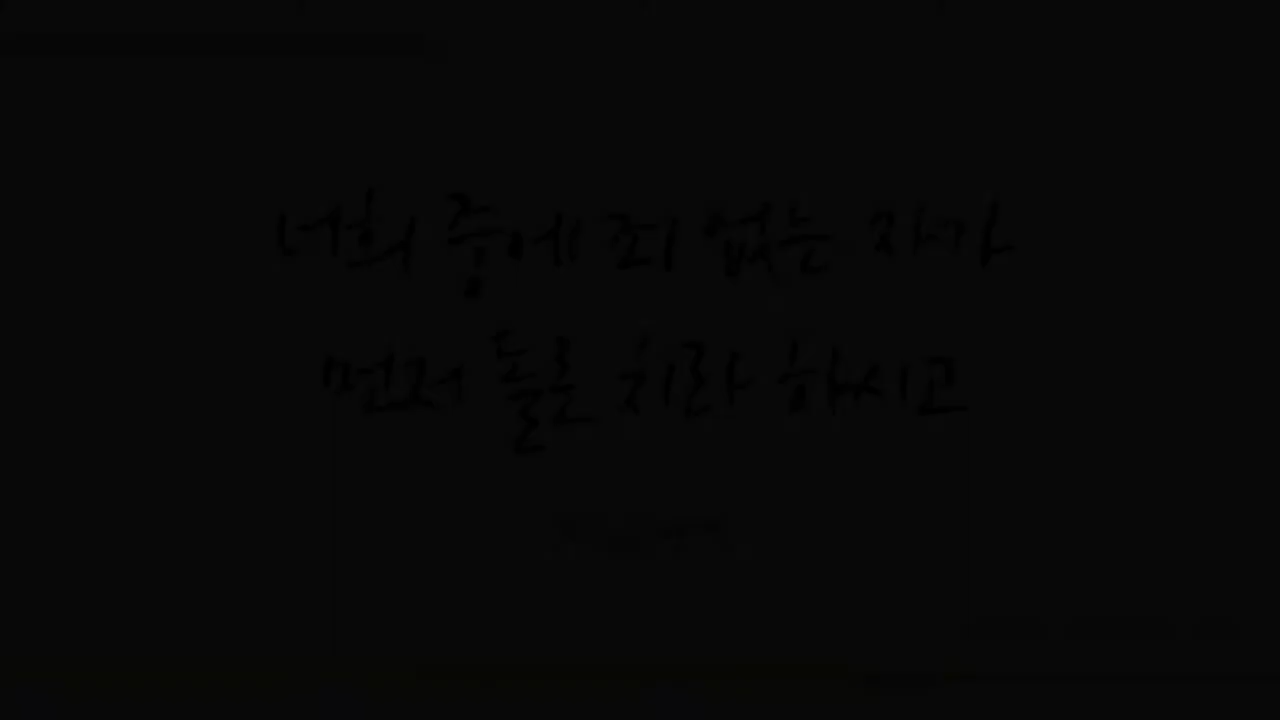 너희 중에 죄 없는 자가
먼저 돌로 치라 하시고